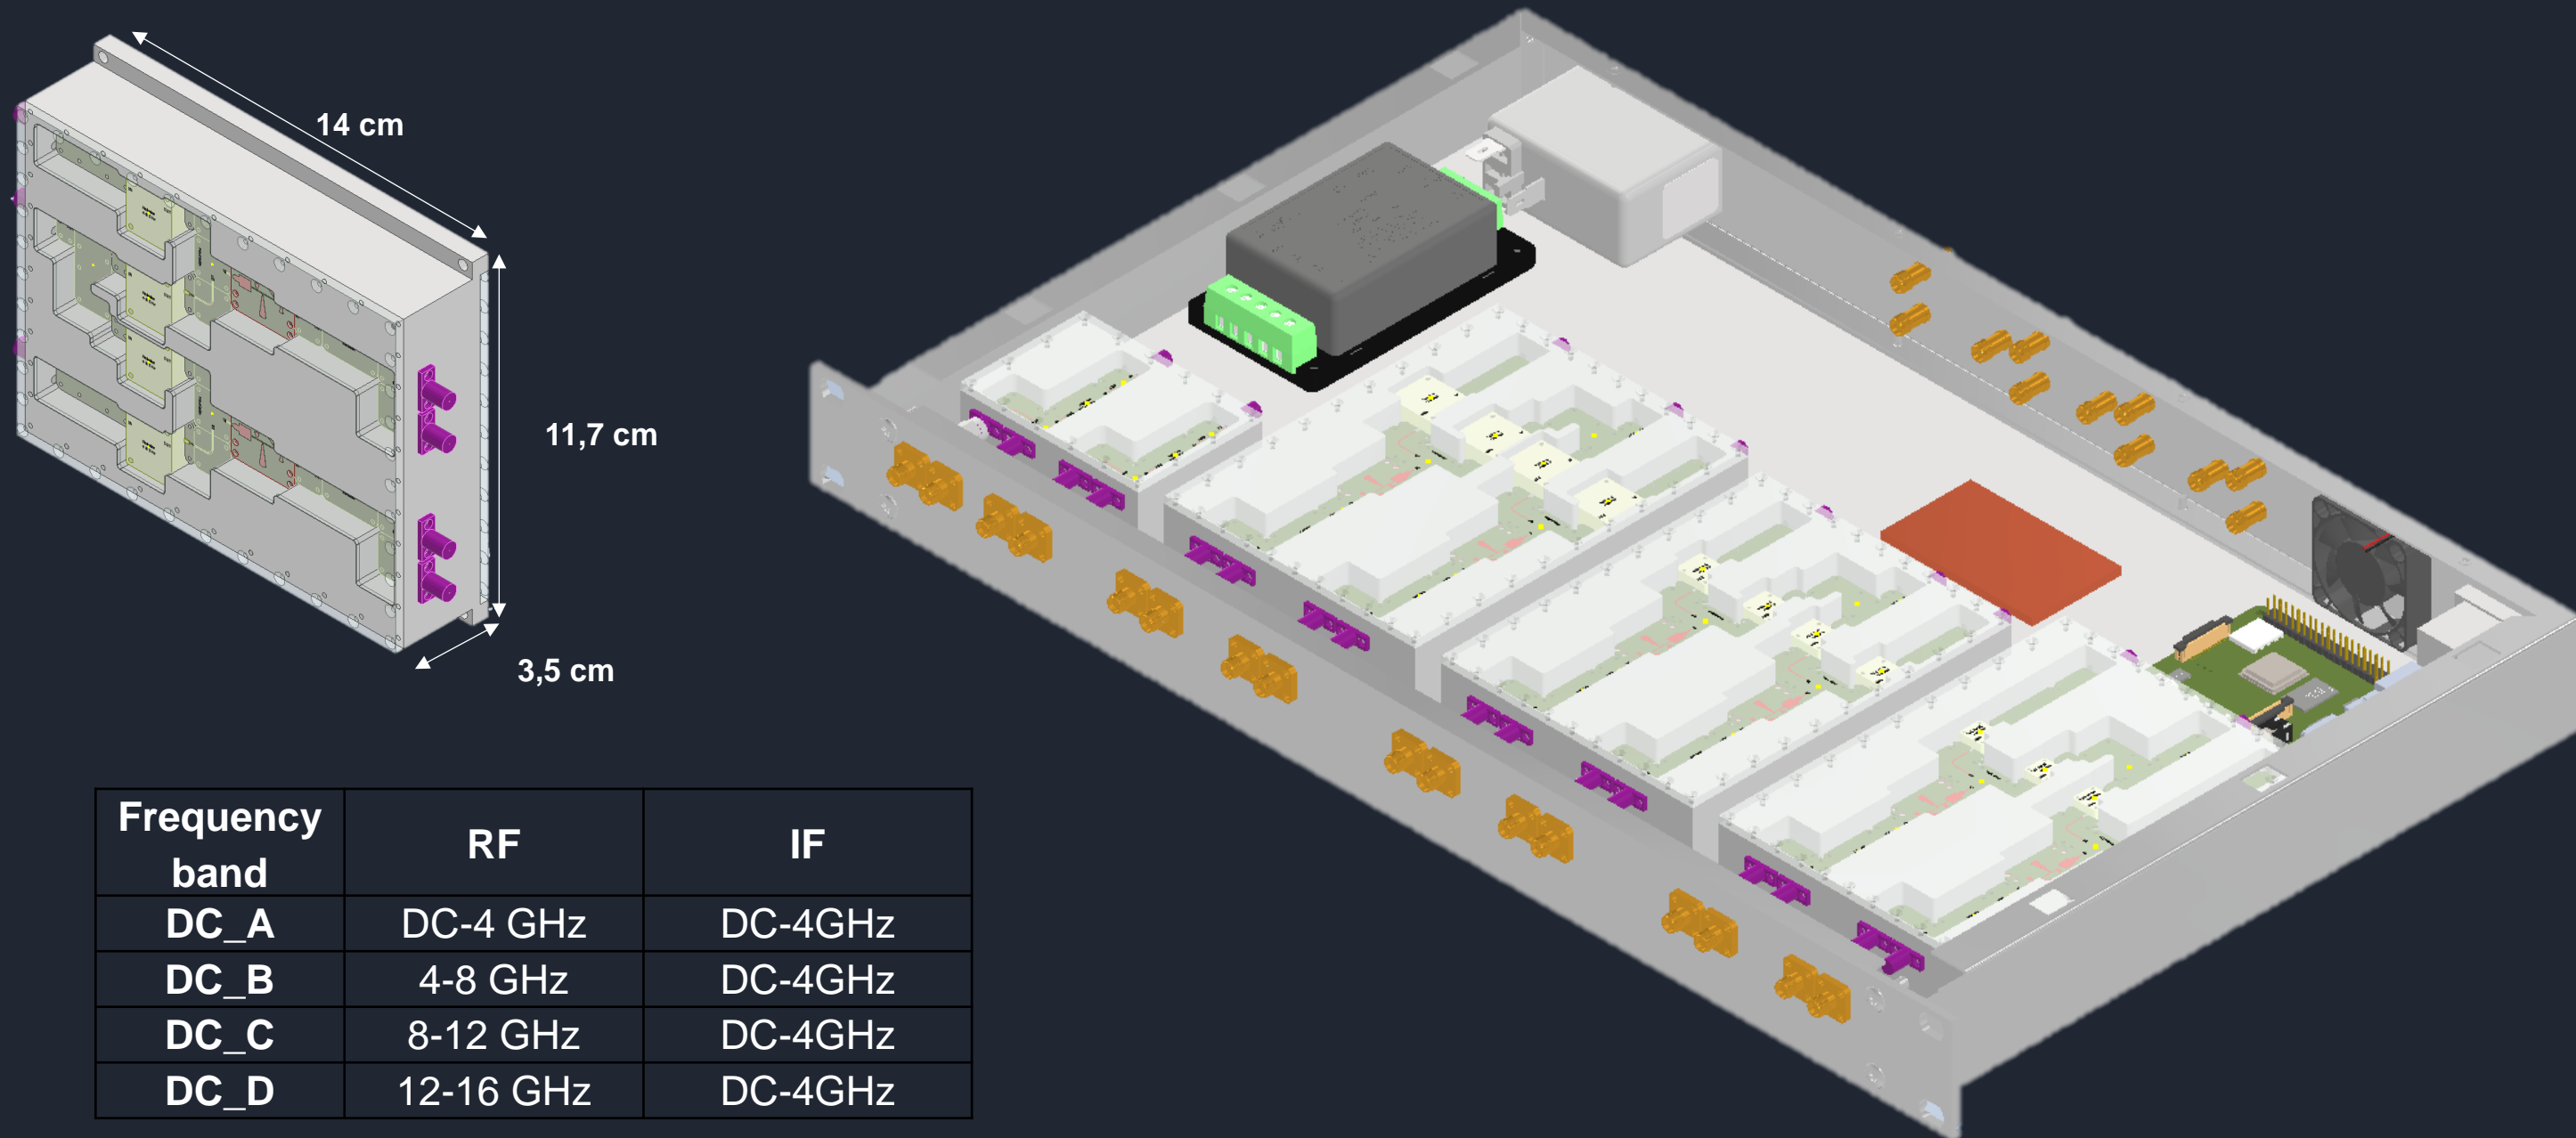 14 cm
11,7 cm
3,5 cm
Frequency band RF IF
DC_A DC-4 GHz DC-4GHz
DC_B 4-8 GHz DC-4GHz
DC_C 8-12 GHz DC-4GHz
DC_D 12-16 GHz DC-4GHz